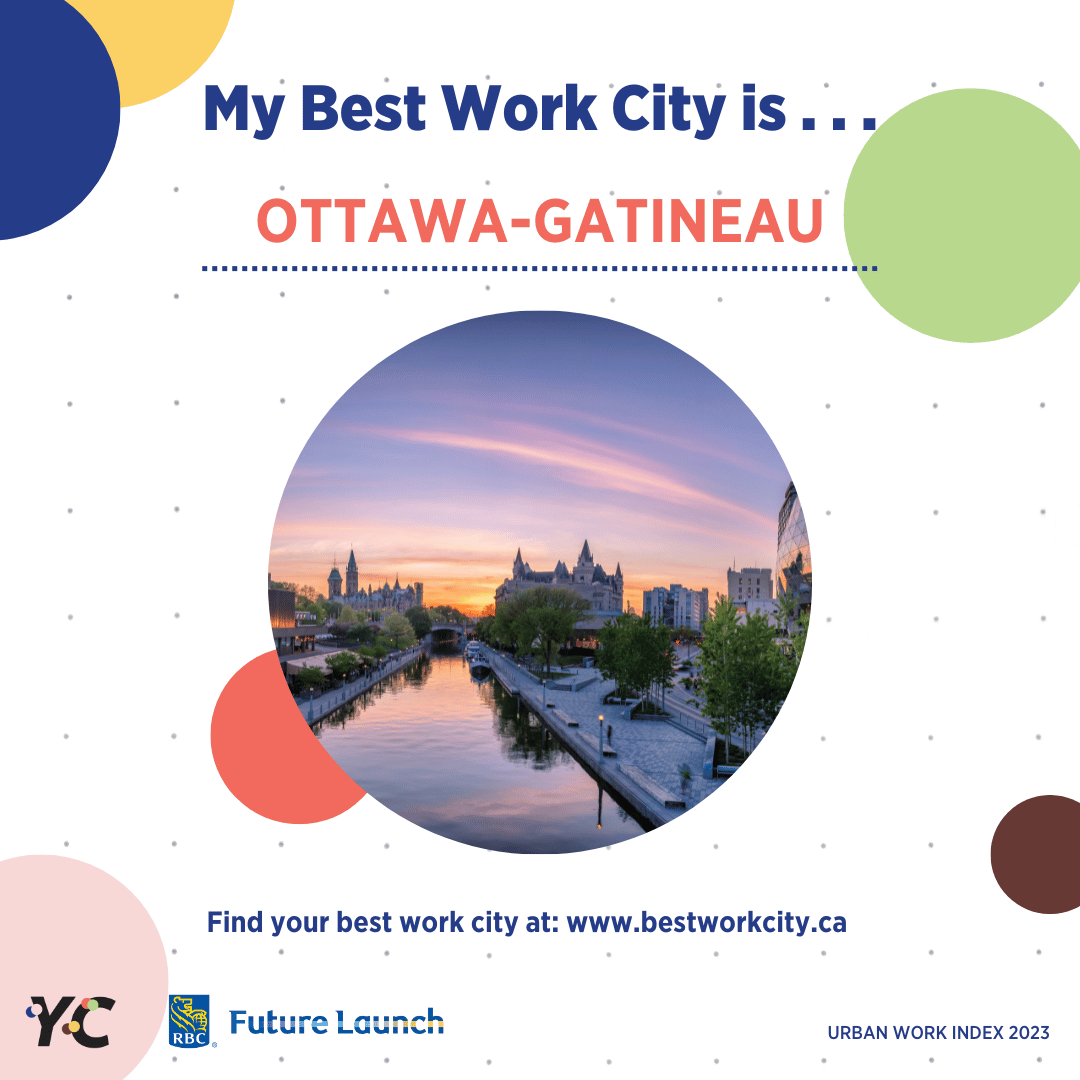 My Best Work City is . . .
OTTAWA-GATINEAU
Find your best work city at: www.bestworkcity.ca
YC
RBC ®
Future Launch
URBAN WORK INDEX 2023